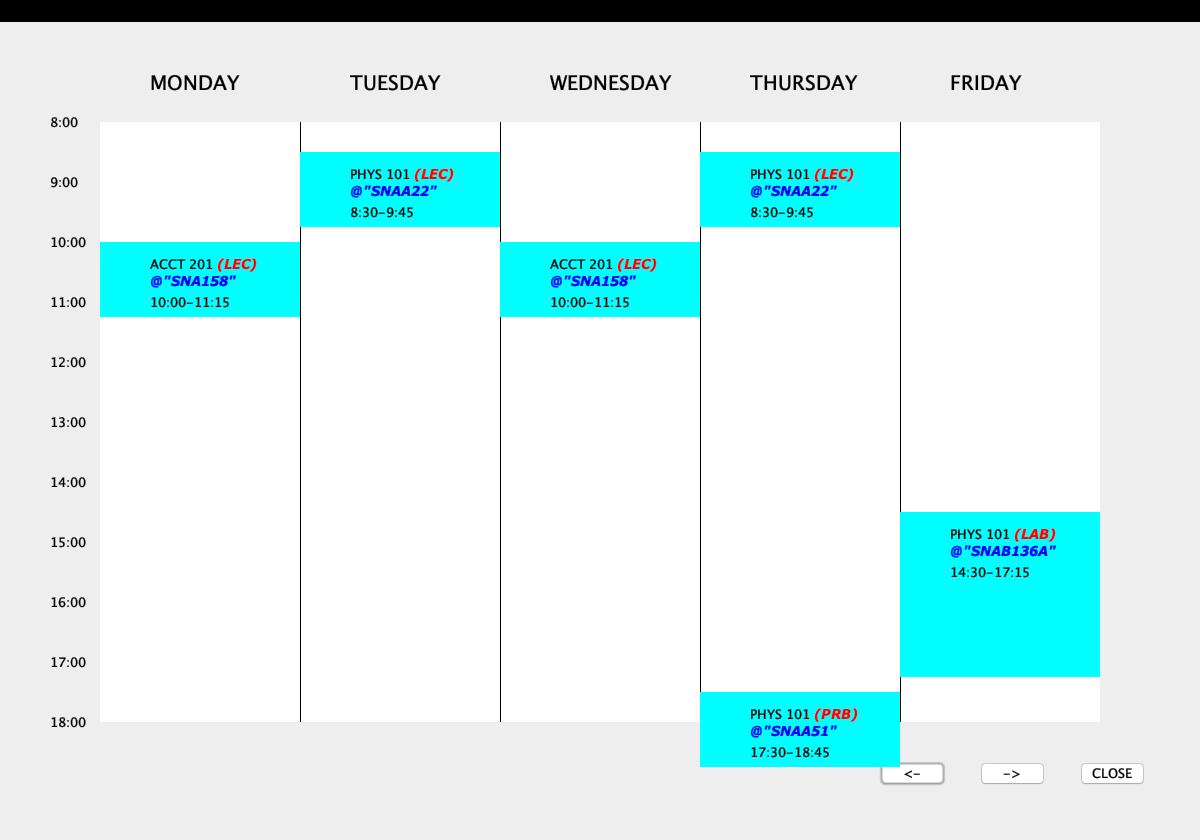 MONDAY TUESDAY WEDNESDAY THURSDAY FRIDAY
8:00
PHYS 101 (LEC) PHYS 101 (LEC)
9:00
@"SNAA22" @"SNAA22"
8:30-9:45 8:30-9:45
10:00
ACCT 201 (LEC) ACCT 201 (LEC)
@"SNA158" @"SNA158"
11:00
10:00-11:15 10:00-11:15
12:00
13:00
14:00
PHYS 101 (LAB)
15:00
@"SNAB136A"
14:30-17:15
16:00
17:00
PHYS 101 (PRB)
18:00
@"SNAA51"
17:30-18:45
<- -> CLOSE